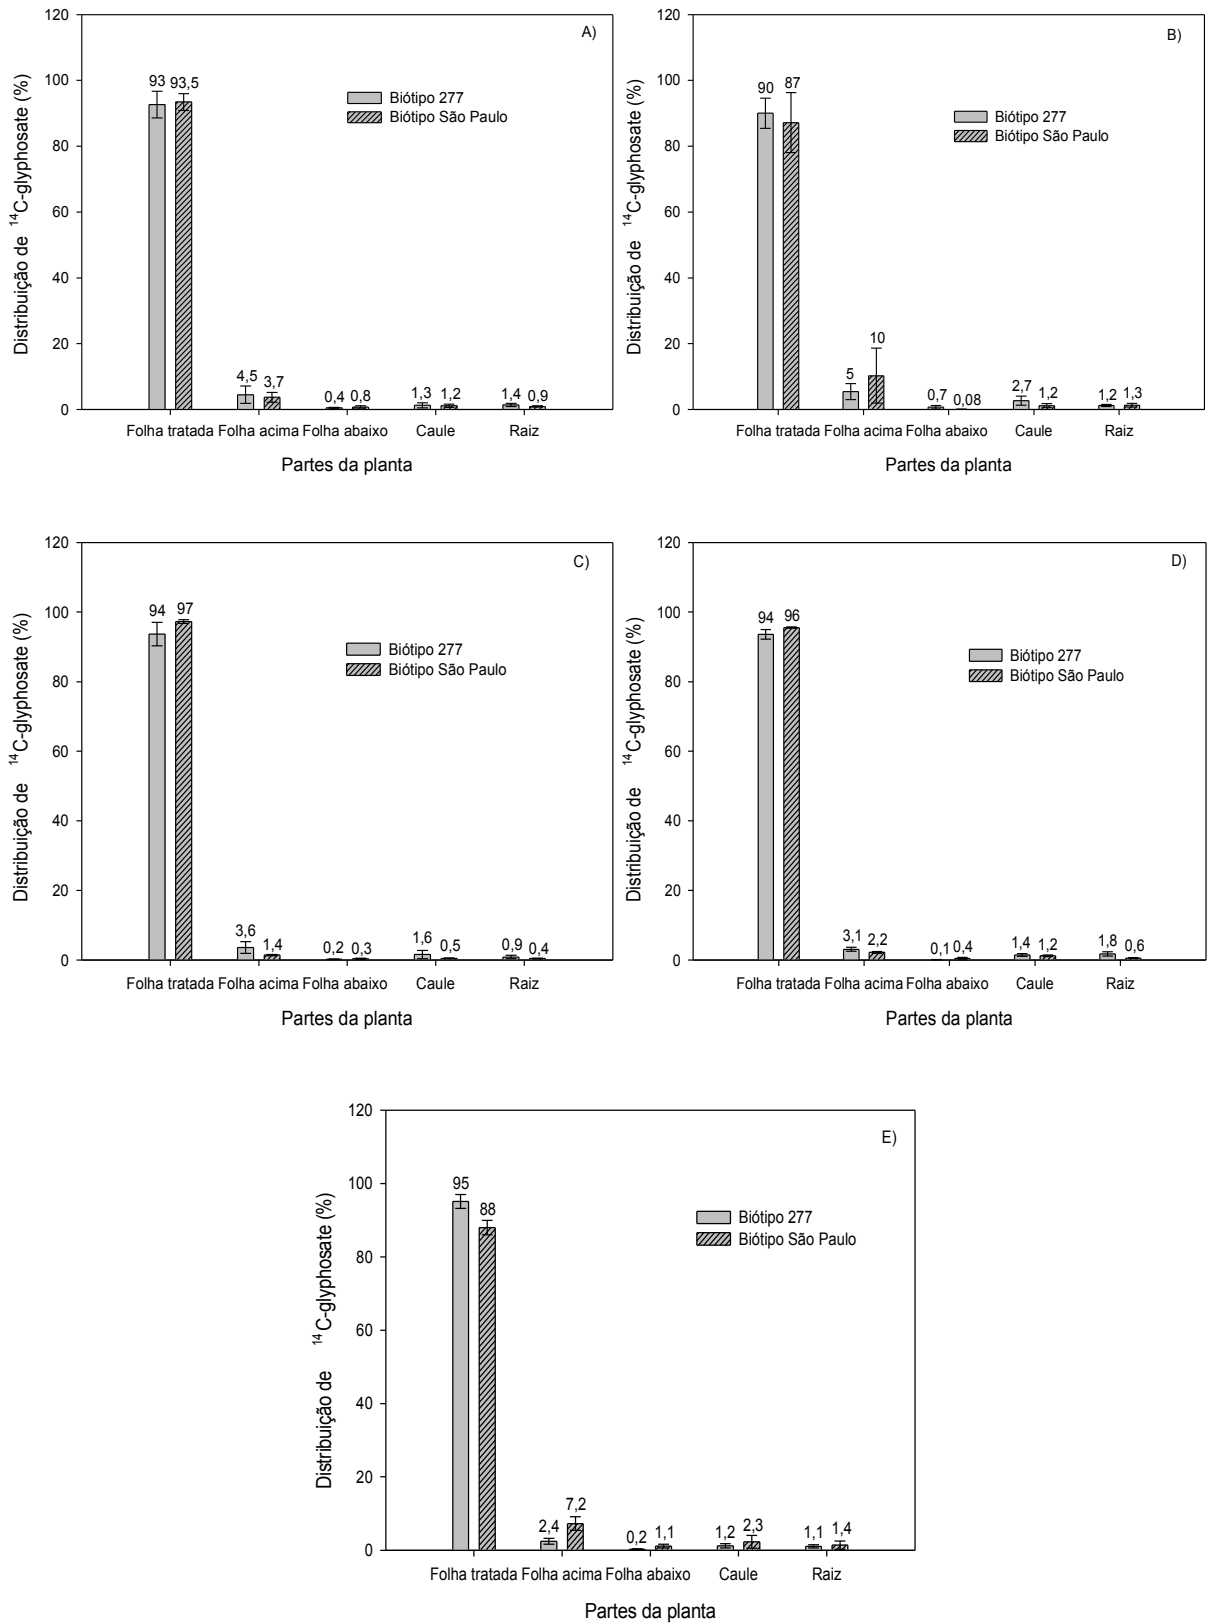 A)
Distribuição de ¹⁴C-glyphosate (%)
120
100
80
60
40
20
0
93 93,5
4,5 3,7
0,4 0,8
1,3 1,2
1,4 0,9
Biótipo 277
Biótipo São Paulo
Folha tratada Folha acima Folha abaixo Caule Raiz
Partes da planta
B)
Distribuição de ¹⁴C-glyphosate (%)
120
100
80
60
40
20
0
90 87
5 10
0,7 0,08
2,7 1,2
1,2 1,3
Biótipo 277
Biótipo São Paulo
Folha tratada Folha acima Folha abaixo Caule Raiz
Partes da planta
C)
Distribuição de ¹⁴C-glyphosate (%)
120
100
80
60
40
20
0
94 97
3,6 1,4
0,2 0,3
1,6 0,5
0,9 0,4
Biótipo 277
Biótipo São Paulo
Folha tratada Folha acima Folha abaixo Caule Raiz
Partes da planta
D)
Distribuição de ¹⁴C-glyphosate (%)
120
100
80
60
40
20
0
94 96
3,1 2,2
0,1 0,4
1,4 1,2
1,8 0,6
Biótipo 277
Biótipo São Paulo
Folha tratada Folha acima Folha abaixo Caule Raiz
Partes da planta
E)
Distribuição de ¹⁴C-glyphosate (%)
120
100
80
60
40
20
0
95 88
2,4 7,2
0,2 1,1
1,2 2,3
1,1 1,4
Biótipo 277
Biótipo São Paulo
Folha tratada Folha acima Folha abaixo Caule Raiz
Partes da planta